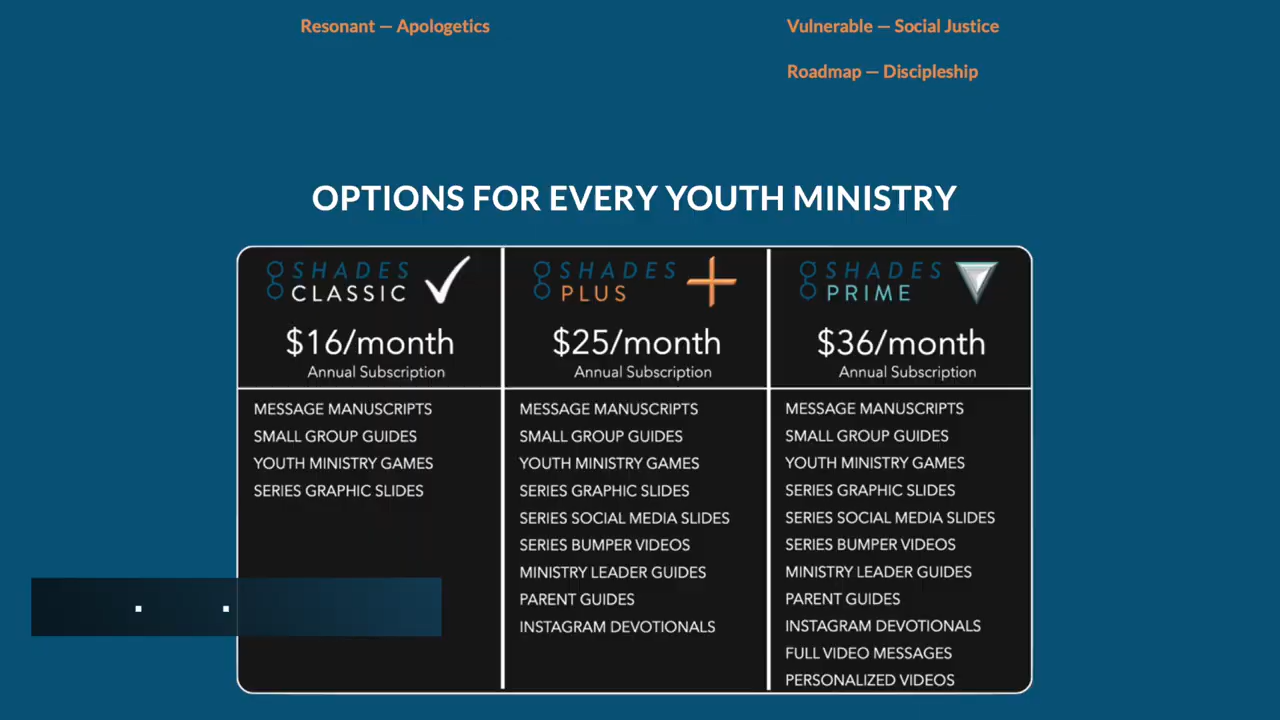 Resonant — Apologetics
Vulnerable — Social Justice
Roadmap — Discipleship
OPTIONS FOR EVERY YOUTH MINISTRY
SHADES
CLASSIC
$16/month
Annual Subscription
MESSAGE MANUSCRIPTS
SMALL GROUP GUIDES
YOUTH MINISTRY GAMES
SERIES GRAPHIC SLIDES
SHADES
PLUS
$25/month
Annual Subscription
MESSAGE MANUSCRIPTS
SMALL GROUP GUIDES
YOUTH MINISTRY GAMES
SERIES GRAPHIC SLIDES
SERIES SOCIAL MEDIA SLIDES
SERIES BUMPER VIDEOS
MINISTRY LEADER GUIDES
PARENT GUIDES
INSTAGRAM DEVOTIONALS
SHADES
PRIME
$36/month
Annual Subscription
MESSAGE MANUSCRIPTS
SMALL GROUP GUIDES
YOUTH MINISTRY GAMES
SERIES GRAPHIC SLIDES
SERIES SOCIAL MEDIA SLIDES
SERIES BUMPER VIDEOS
MINISTRY LEADER GUIDES
PARENT GUIDES
INSTAGRAM DEVOTIONALS
FULL VIDEO MESSAGES
PERSONALIZED VIDEOS